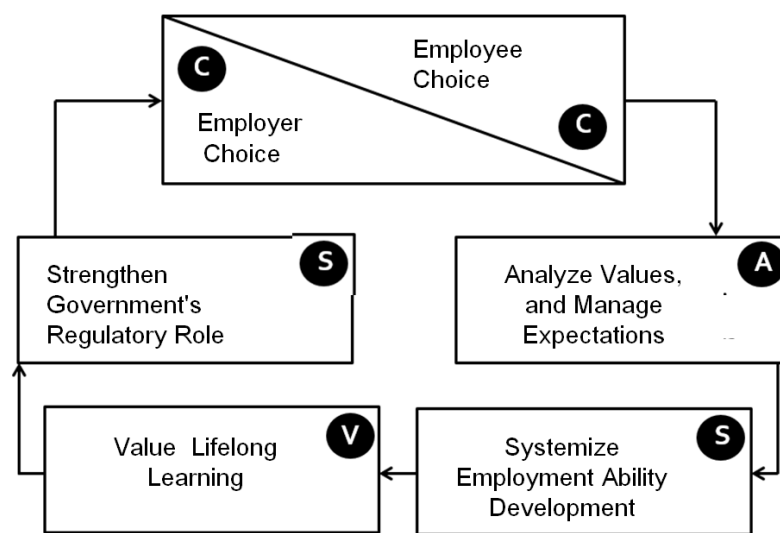 C
Employee
Choice
Employer
Choice
C
Strengthen
Government's
Regulatory Role
S
Analyze Values,
and Manage
Expectations
A
Value Lifelong
Learning
V
Systemize
Employment Ability
Development
S